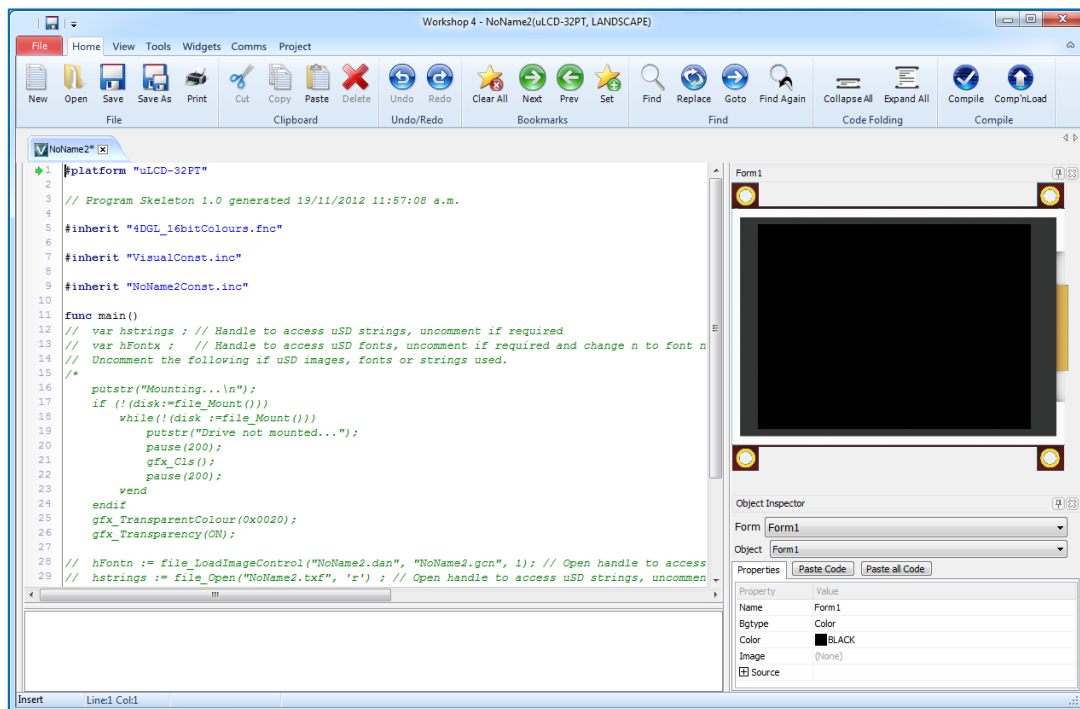 Workshop 4 - NoName2(uLCD-32PT, LANDSCAPE)
File Home View Tools Widgets Comms Project
New Open Save Save As Print Cut Copy Paste Delete Undo Redo Clear All Next Prev Set Find Replace Goto Find Again Collapse All Expand All Compile Comp'nLoad
File Clipboard Undo/Redo Bookmarks Find Code Folding Compile
NoName2*
1 #platform "uLCD-32PT"
2
3 // Program Skeleton 1.0 generated 19/11/2012 11:57:08 a.m.
4
5 #inherit "4DGL_16bitColours.fnc"
6
7 #inherit "VisualConst.inc"
8
9 #inherit "NoName2Const.inc"
10
11 func main()
12 // var hstrings ; // Handle to access uSD strings, uncomment if required
13 // var hFontx ; // Handle to access uSD fonts, uncomment if required and change n to font n
14 // Uncomment the following if uSD images, fonts or strings used.
15 /*
16 putstr("Mounting...\n");
17 if (!(disk:=file_Mount()))
18 while(!(disk :=file_Mount()))
19 putstr("Drive not mounted...");
20 pause(200);
21 gfx_Cls();
22 pause(200);
23 wend
24 endif
25 gfx_TransparentColour(0x0020);
26 gfx_Transparency(ON);
27
28 // hFontn := file_LoadImageControl("NoName2.dan", "NoName2.gcn", 1); // Open handle to access
29 // hstrings := file_Open("NoName2.txf", 'r') ; // Open handle to access uSD strings, uncommen
Form1
Object Inspector
Form Form1
Object Form1
Properties Paste Code Paste all Code
Property Value
Name Form1
Bgtype Color
Color BLACK
Image (None)
Source
Insert Line:1 Col:1